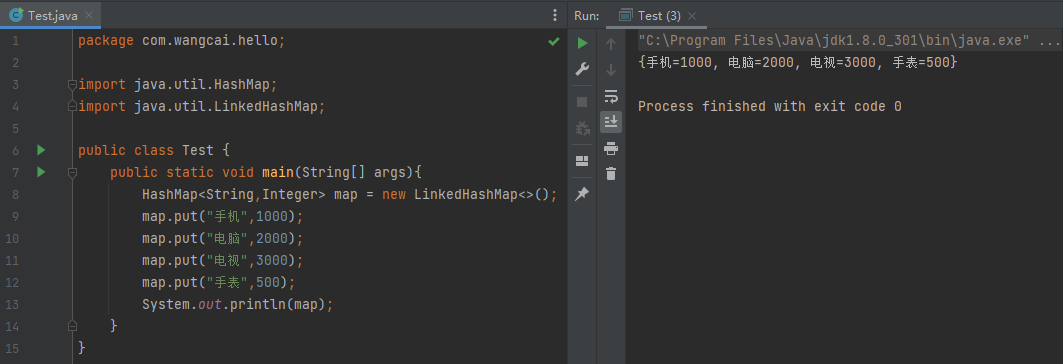 Test.java
1 package com.wangcai.hello;
2
3 import java.util.HashMap;
4 import java.util.LinkedHashMap;
5
6 public class Test {
7 public static void main(String[] args){
8 HashMap<String,Integer> map = new LinkedHashMap<>();
9 map.put("手机",1000);
10 map.put("电脑",2000);
11 map.put("电视",3000);
12 map.put("手表",500);
13 System.out.println(map);
14 }
15 }
Run: Test (3)
"C:\Program Files\Java\jdk1.8.0_301\bin\java.exe" ...
{手机=1000, 电脑=2000, 电视=3000, 手表=500}
Process finished with exit code 0